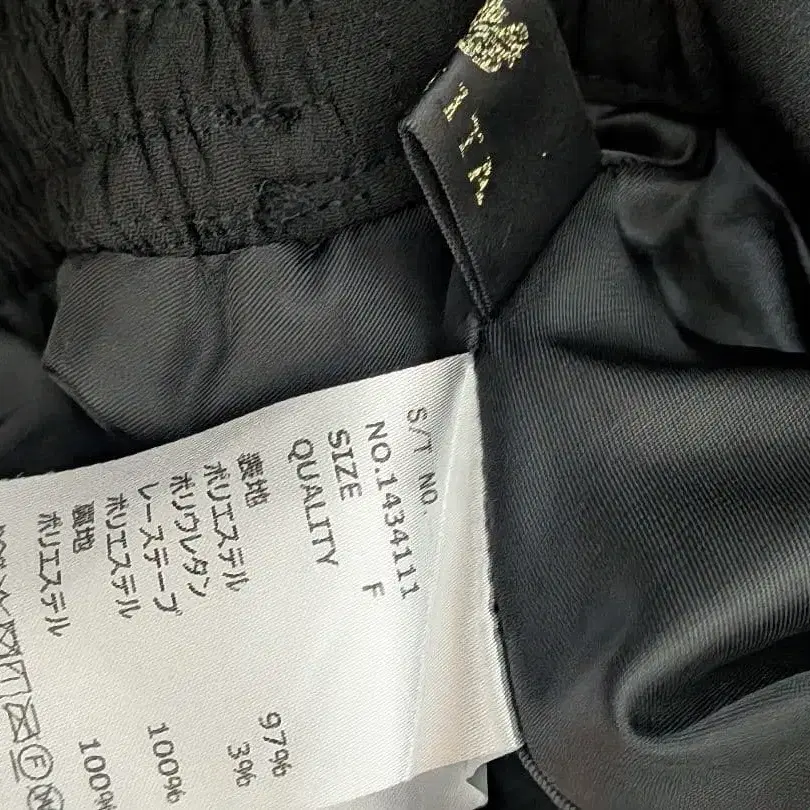 S/T NO.
NO.1434111
SIZE F
QUALITY
表地
ポリエステル 97%
ポリウレタン 3%
レーステープ
ポリエステル 100%
裏地
ポリエステル 100%